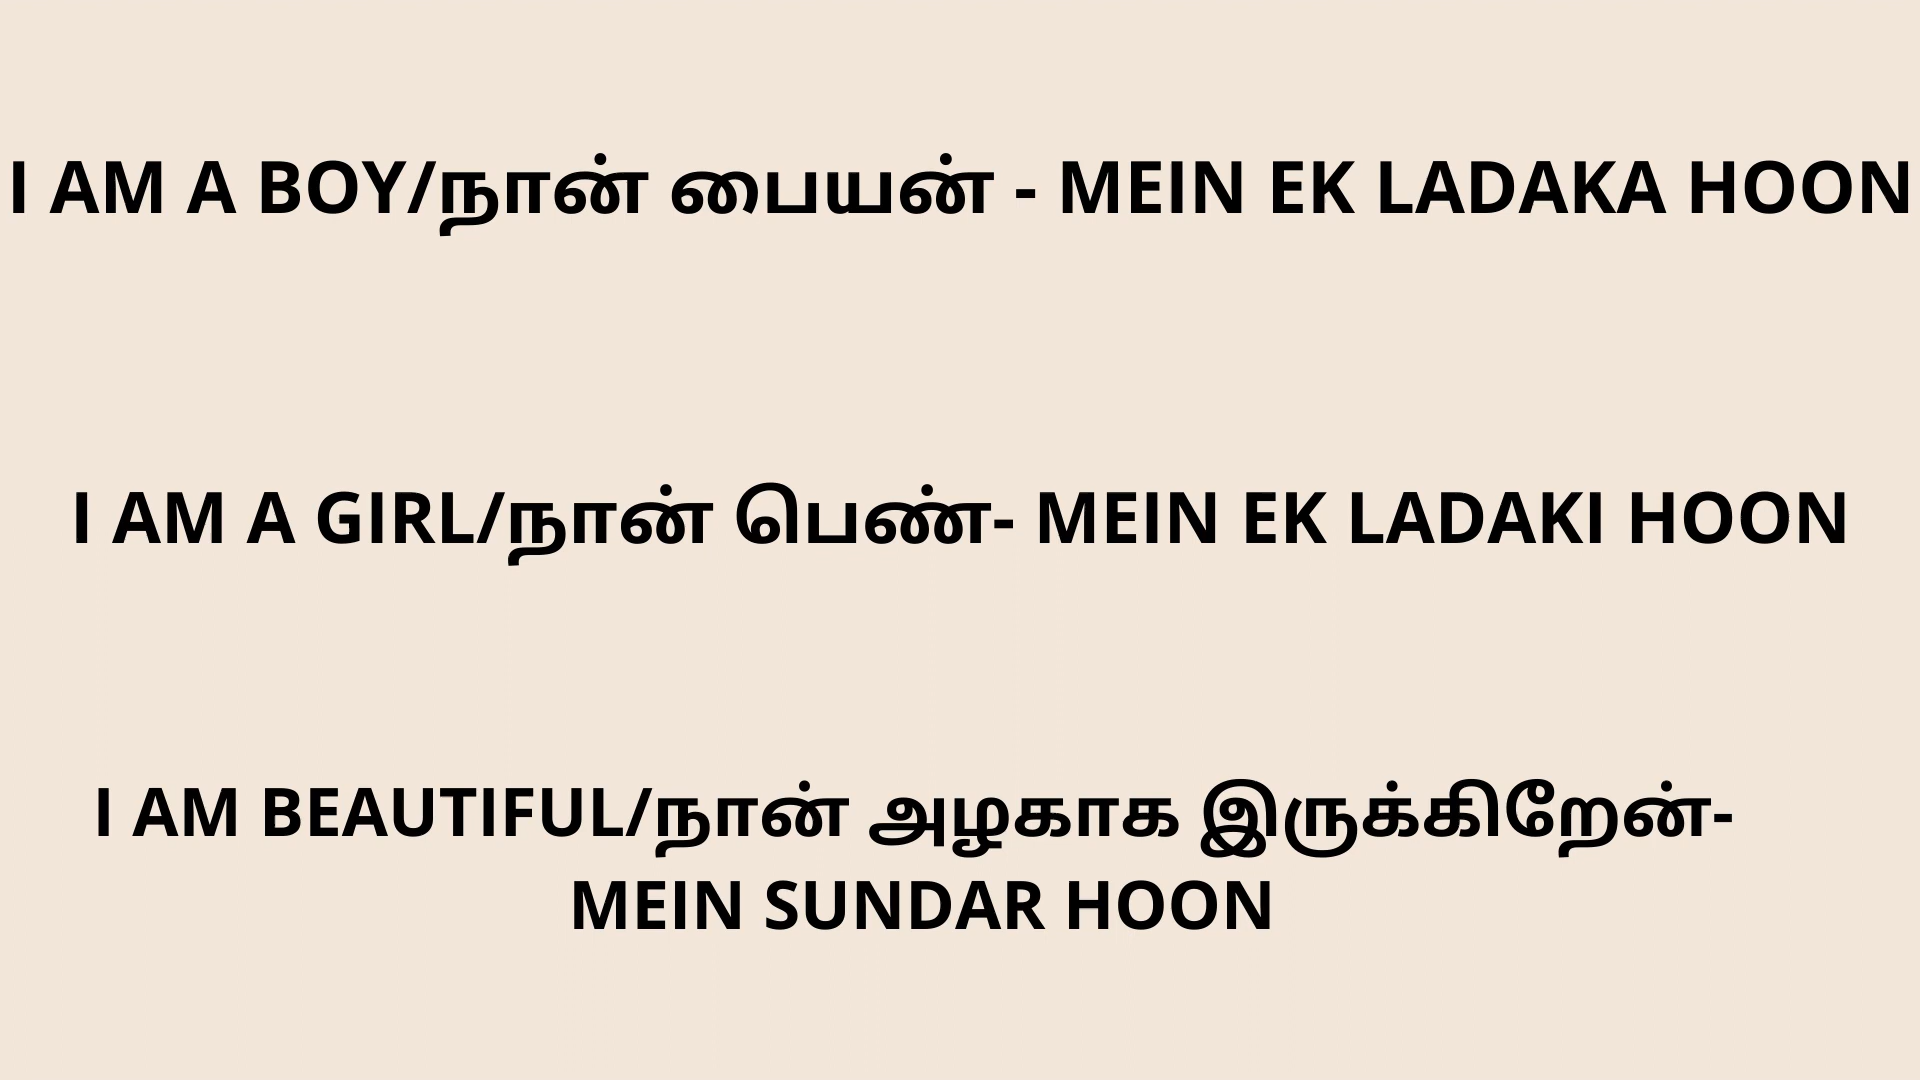 I AM A BOY/நான் பையன் - MEIN EK LADAKA HOON
I AM A GIRL/நான் பெண்- MEIN EK LADAKI HOON
I AM BEAUTIFUL/நான் அழகாக இருக்கிறேன்-
MEIN SUNDAR HOON